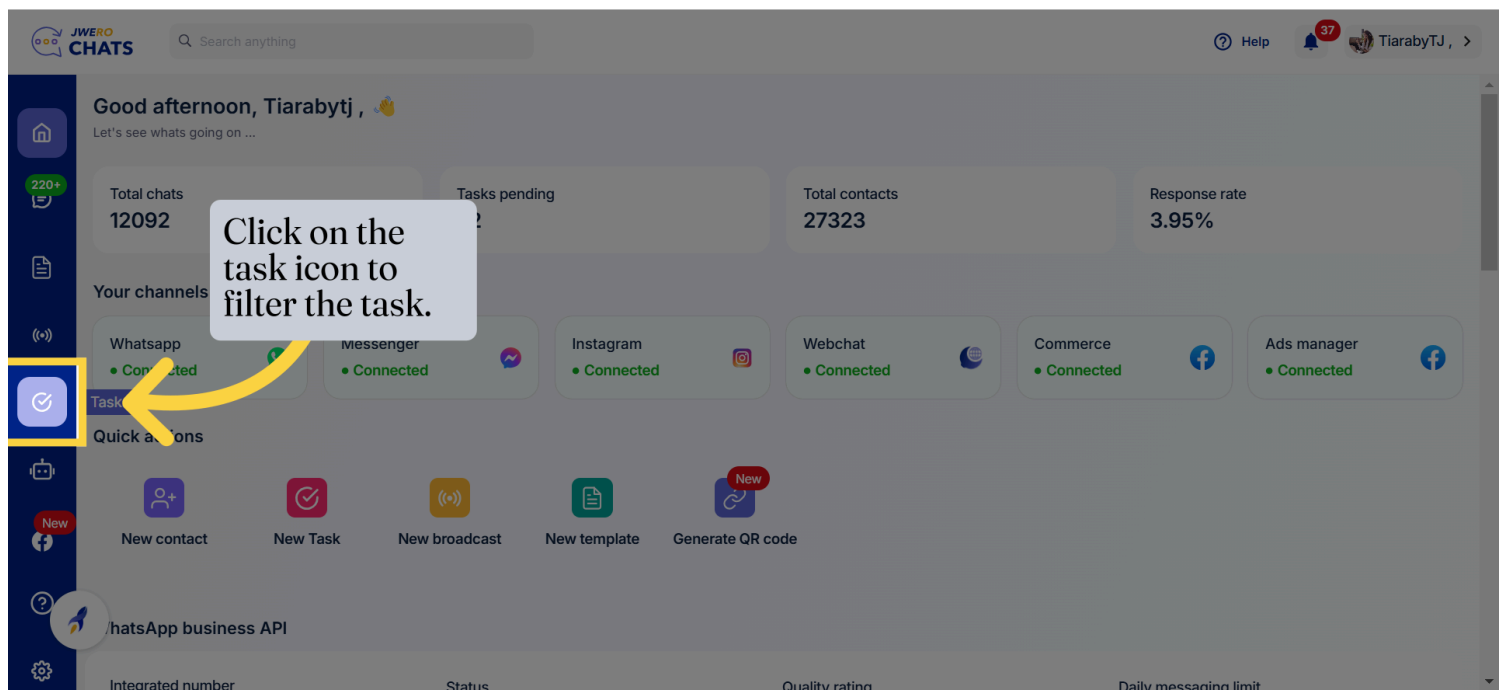 JWERO
CHATS
Search anything
Help
37
TiarabyTJ ,
Good afternoon, Tiarabytj ,
Let's see whats going on ...
220+
Total chats
12092
Tasks pending
Total contacts
27323
Response rate
3.95%
Click on the
task icon to
filter the task.
Your channels
Whatsapp
Connected
Messenger
Connected
Instagram
Connected
Webchat
Connected
Commerce
Connected
Ads manager
Connected
Task
Quick actions
New contact
New Task
New broadcast
New template
New
Generate QR code
New
WhatsApp business API
Integrated number
Status
Quality rating
Daily messaging limit